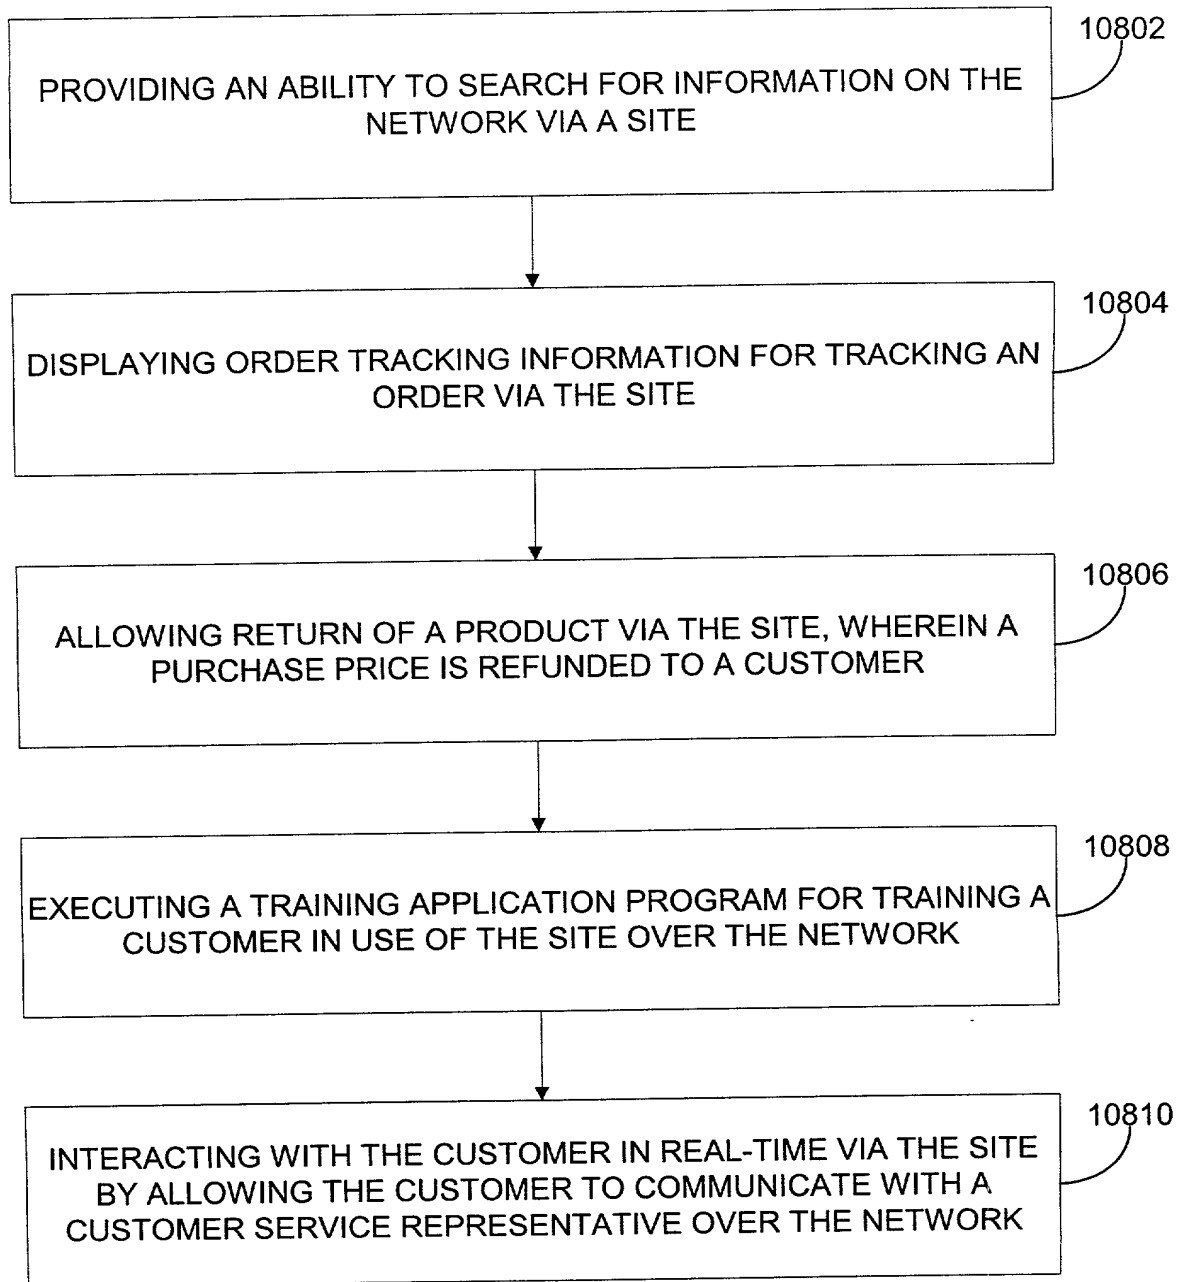 10802
PROVIDING AN ABILITY TO SEARCH FOR INFORMATION ON THE
NETWORK VIA A SITE
10804
DISPLAYING ORDER TRACKING INFORMATION FOR TRACKING AN
ORDER VIA THE SITE
10806
ALLOWING RETURN OF A PRODUCT VIA THE SITE, WHEREIN A
PURCHASE PRICE IS REFUNDED TO A CUSTOMER
10808
EXECUTING A TRAINING APPLICATION PROGRAM FOR TRAINING A
CUSTOMER IN USE OF THE SITE OVER THE NETWORK
10810
INTERACTING WITH THE CUSTOMER IN REAL-TIME VIA THE SITE
BY ALLOWING THE CUSTOMER TO COMMUNICATE WITH A
CUSTOMER SERVICE REPRESENTATIVE OVER THE NETWORK